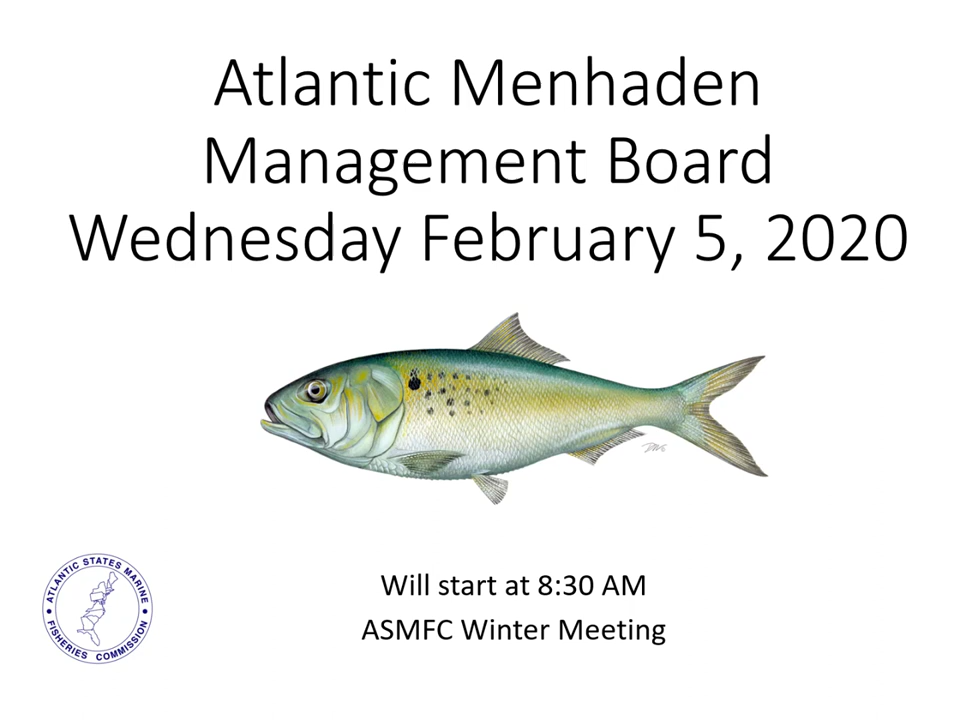 Atlantic Menhaden
Management Board
Wednesday February 5, 2020
Will start at 8:30 AM
ASMFC Winter Meeting
ATLANTIC STATES MARINE
FISHERIES COMMISSION